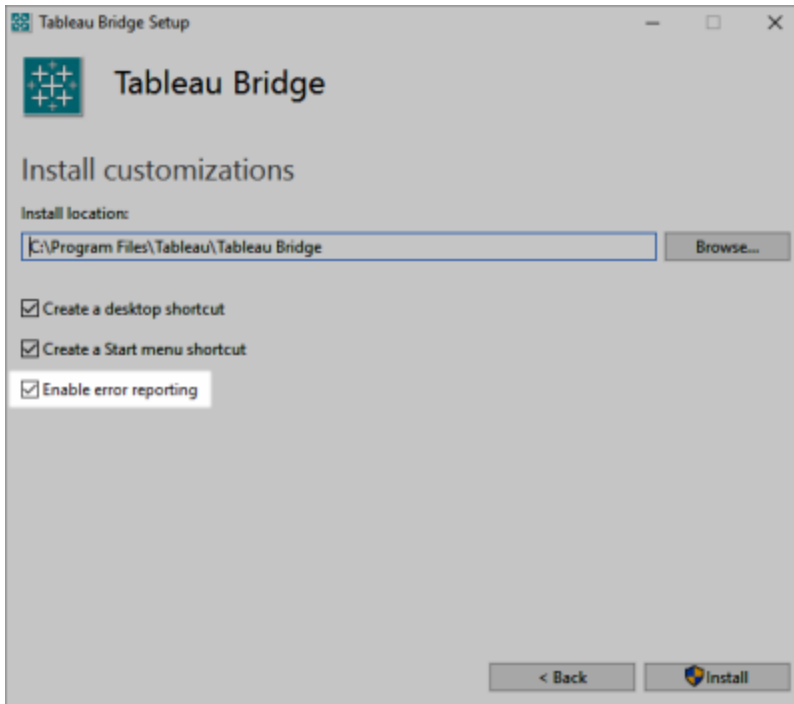 Tableau Bridge Setup
Tableau Bridge
Install customizations
Install location:
C:\Program Files\Tableau\Tableau Bridge
Browse...
Create a desktop shortcut
Create a Start menu shortcut
Enable error reporting
< Back
Install